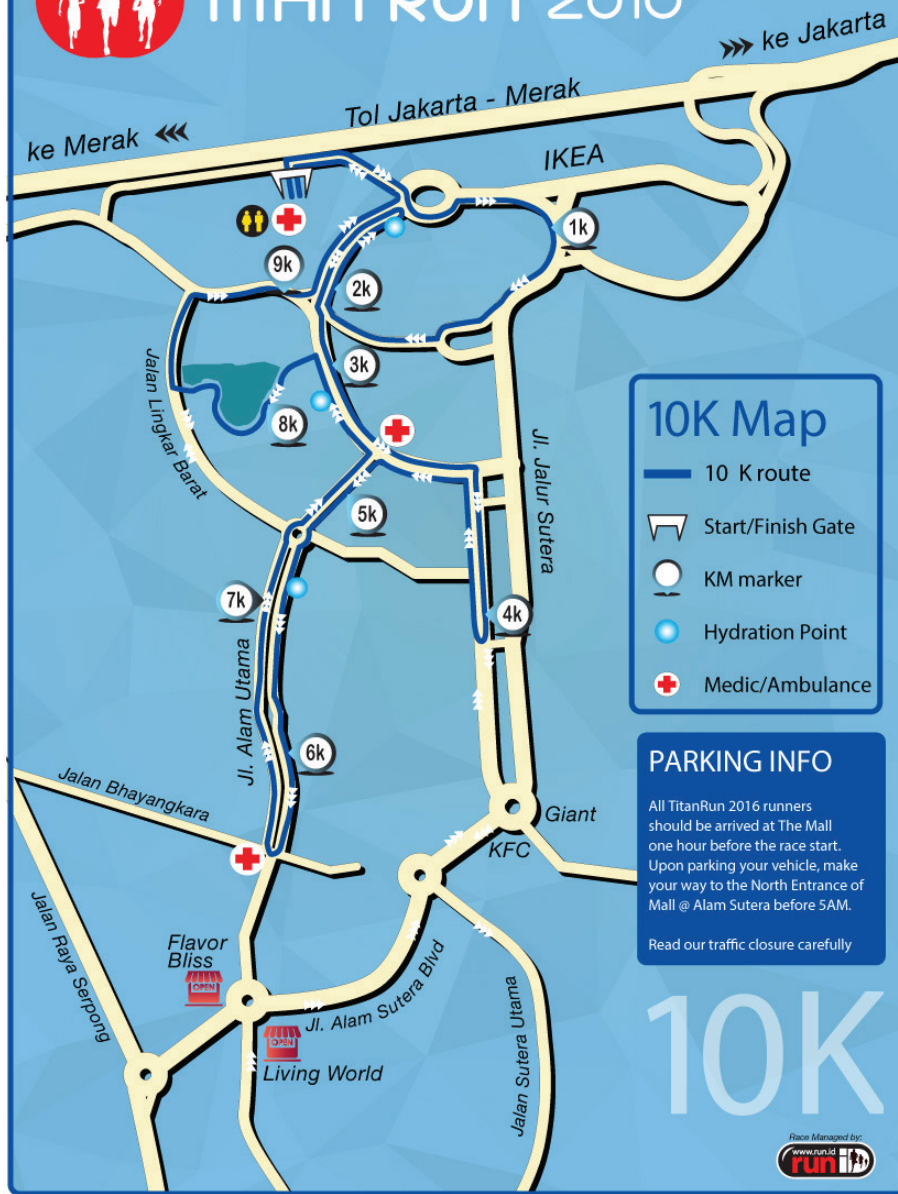 TITAN RUN 2016
ke Jakarta
Tol Jakarta - Merak
ke Merak
IKEA
1k
9k
2k
3k
Jalan Lingkar Barat
8k
Jl. Jalur Sutera
5k
7k
4k
Jl. Alam Utama
6k
Jalan Bhayangkara
Giant
KFC
Jalan Raya Serpong
Flavor
Bliss
OPEN
Jl. Alam Sutera Blvd
OPEN
Living World
Jalan Sutera Utama
10K Map
10 K route
Start/Finish Gate
KM marker
Hydration Point
Medic/Ambulance
PARKING INFO
All TitanRun 2016 runners
should be arrived at The Mall
one hour before the race start.
Upon parking your vehicle, make
your way to the North Entrance of
Mall @ Alam Sutera before 5AM.
Read our traffic closure carefully
10K
Race Managed by:
www.run.id
run iD